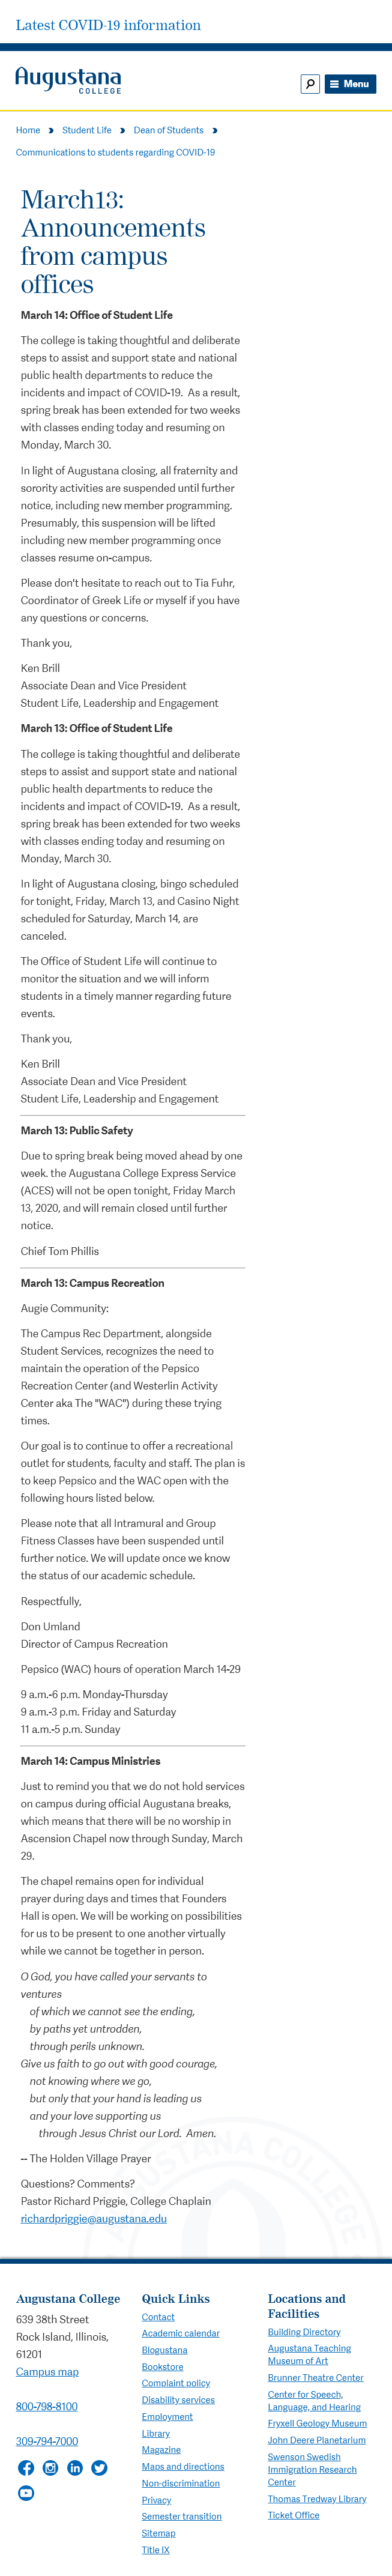 Latest COVID-19 information
Augustana
COLLEGE
Menu
Home
Student Life
Dean of Students
Communications to students regarding COVID-19
March13:
Announcements
from campus
offices
March 14: Office of Student Life
The college is taking thoughtful and deliberate
steps to assist and support state and national
public health departments to reduce the
incidents and impact of COVID-19.  As a result,
spring break has been extended for two weeks
with classes ending today and resuming on
Monday, March 30.
In light of Augustana closing, all fraternity and
sorority activities are suspended until further
notice, including new member programming.
Presumably, this suspension will be lifted
including new member programming once
classes resume on-campus.
Please don't hesitate to reach out to Tia Fuhr,
Coordinator of Greek Life or myself if you have
any questions or concerns.
Thank you,
Ken Brill
Associate Dean and Vice President
Student Life, Leadership and Engagement
March 13: Office of Student Life
The college is taking thoughtful and deliberate
steps to assist and support state and national
public health departments to reduce the
incidents and impact of COVID-19.  As a result,
spring break has been extended for two weeks
with classes ending today and resuming on
Monday, March 30.
In light of Augustana closing, bingo scheduled
for tonight, Friday, March 13, and Casino Night
scheduled for Saturday, March 14, are
canceled.
The Office of Student Life will continue to
monitor the situation and we will inform
students in a timely manner regarding future
events.
Thank you,
Ken Brill
Associate Dean and Vice President
Student Life, Leadership and Engagement
March 13: Public Safety
Due to spring break being moved ahead by one
week. the Augustana College Express Service
(ACES) will not be open tonight, Friday March
13, 2020, and will remain closed until further
notice.
Chief Tom Phillis
March 13: Campus Recreation
Augie Community:
The Campus Rec Department, alongside
Student Services, recognizes the need to
maintain the operation of the Pepsico
Recreation Center (and Westerlin Activity
Center aka The "WAC") during these trying
times.
Our goal is to continue to offer a recreational
outlet for students, faculty and staff. The plan is
to keep Pepsico and the WAC open with the
following hours listed below.
Please note that all Intramural and Group
Fitness Classes have been suspended until
further notice. We will update once we know
the status of our academic schedule.
Respectfully,
Don Umland
Director of Campus Recreation
Pepsico (WAC) hours of operation March 14-29
9 a.m.-6 p.m. Monday-Thursday
9 a.m.-3 p.m. Friday and Saturday
11 a.m.-5 p.m. Sunday
March 14: Campus Ministries
Just to remind you that we do not hold services
on campus during official Augustana breaks,
which means that there will be no worship in
Ascension Chapel now through Sunday, March
29.
The chapel remains open for individual
prayer during days and times that Founders
Hall is open. We will be working on possibilities
for us to be present to one another virtually
while we cannot be together in person.
O God, you have called your servants to
ventures
of which we cannot see the ending,
by paths yet untrodden,
through perils unknown.
Give us faith to go out with good courage,
not knowing where we go,
but only that your hand is leading us
and your love supporting us
through Jesus Christ our Lord.  Amen.
-- The Holden Village Prayer
Questions? Comments?
Pastor Richard Priggie, College Chaplain
richardpriggie@augustana.edu
AUGUSTANA COLLEGE
Augustana College
639 38th Street
Rock Island, Illinois,
61201
Campus map
800-798-8100
309-794-7000
Quick Links
Contact
Academic calendar
Blogustana
Bookstore
Complaint policy
Disability services
Employment
Library
Magazine
Maps and directions
Non-discrimination
Privacy
Semester transition
Sitemap
Title IX
Locations and
Facilities
Building Directory
Augustana Teaching
Museum of Art
Brunner Theatre Center
Center for Speech,
Language, and Hearing
Fryxell Geology Museum
John Deere Planetarium
Swenson Swedish
Immigration Research
Center
Thomas Tredway Library
Ticket Office